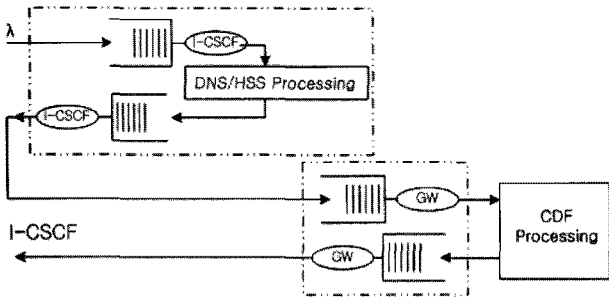 λ
I-CSCF
DNS/HSS Processing
I-CSCF
GW
CDF
Processing
I-CSCF
GW